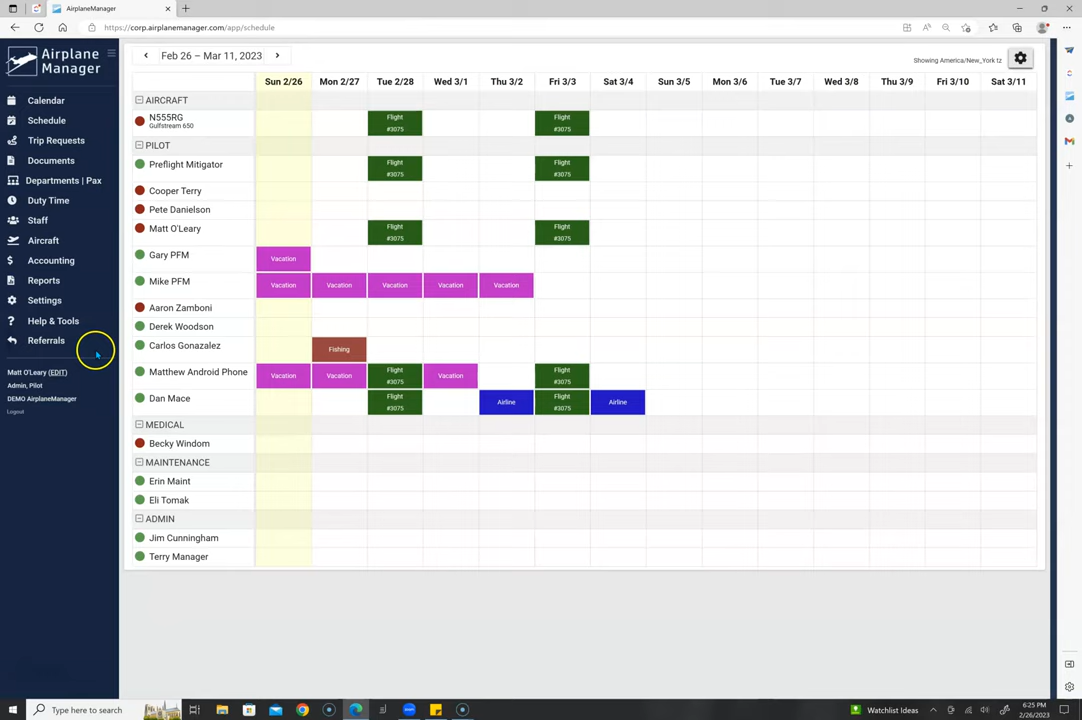 AirplaneManager
https://corp.airplanemanager.com/app/schedule
Airplane
Manager
Calendar
Schedule
Trip Requests
Documents
Departments | Pax
Duty Time
Staff
Aircraft
Accounting
Reports
Settings
Help & Tools
Referrals
Matt O'Leary (EDIT)
Admin, Pilot
DEMO AirplaneManager
Logout
Feb 26 – Mar 11, 2023
Showing America/New_York tz
Sun 2/26 Mon 2/27 Tue 2/28 Wed 3/1 Thu 3/2 Fri 3/3 Sat 3/4 Sun 3/5 Mon 3/6 Tue 3/7 Wed 3/8 Thu 3/9 Fri 3/10 Sat 3/11
AIRCRAFT
N555RG
Gulfstream 650
Flight
#3075
Flight
#3075
PILOT
Preflight Mitigator
Flight
#3075
Flight
#3075
Cooper Terry
Pete Danielson
Matt O'Leary
Flight
#3075
Flight
#3075
Gary PFM Vacation
Mike PFM Vacation Vacation Vacation Vacation Vacation
Aaron Zamboni
Derek Woodson
Carlos Gonazalez Fishing
Matthew Android Phone Vacation Vacation
Flight
#3075
Vacation
Flight
#3075
Dan Mace
Flight
#3075
Airline
Flight
#3075
Airline
MEDICAL
Becky Windom
MAINTENANCE
Erin Maint
Eli Tomak
ADMIN
Jim Cunningham
Terry Manager
Type here to search
Watchlist Ideas
6:25 PM
2/26/2023